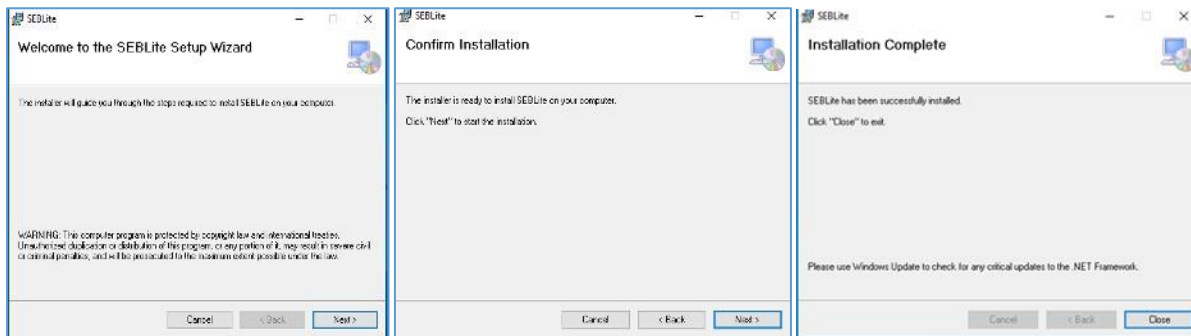 SEBLite
Welcome to the SEBLite Setup Wizard
The installer will guide you through the steps required to install SEBLite on your computer.
WARNING: This computer program is protected by copyright law and international treaties.
Unauthorized duplication or distribution of this program, or any portion of it, may result in severe civil
or criminal penalties, and will be prosecuted to the maximum extent possible under the law.
Cancel
< Back
Next >
SEBLite
Confirm Installation
The installer is ready to install SEBLite on your computer.
Click "Next" to start the installation.
Cancel
< Back
Next >
SEBLite
Installation Complete
SEBLite has been successfully installed.
Click "Close" to exit.
Please use Windows Update to check for any critical updates to the .NET Framework.
Cancel
< Back
Close